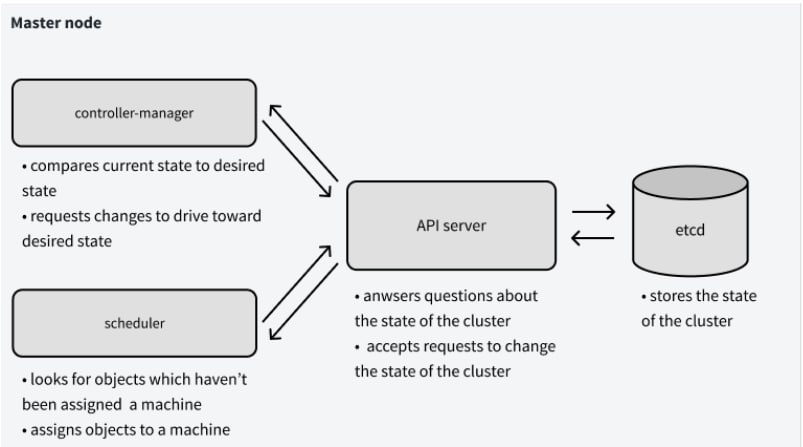 Master node
controller-manager
• compares current state to desired
state
• requests changes to drive toward
desired state
API server
• anwsers questions about
the state of the cluster
• accepts requests to change
the state of the cluster
etcd
• stores the state
of the cluster
scheduler
• looks for objects which haven't
been assigned a machine
• assigns objects to a machine